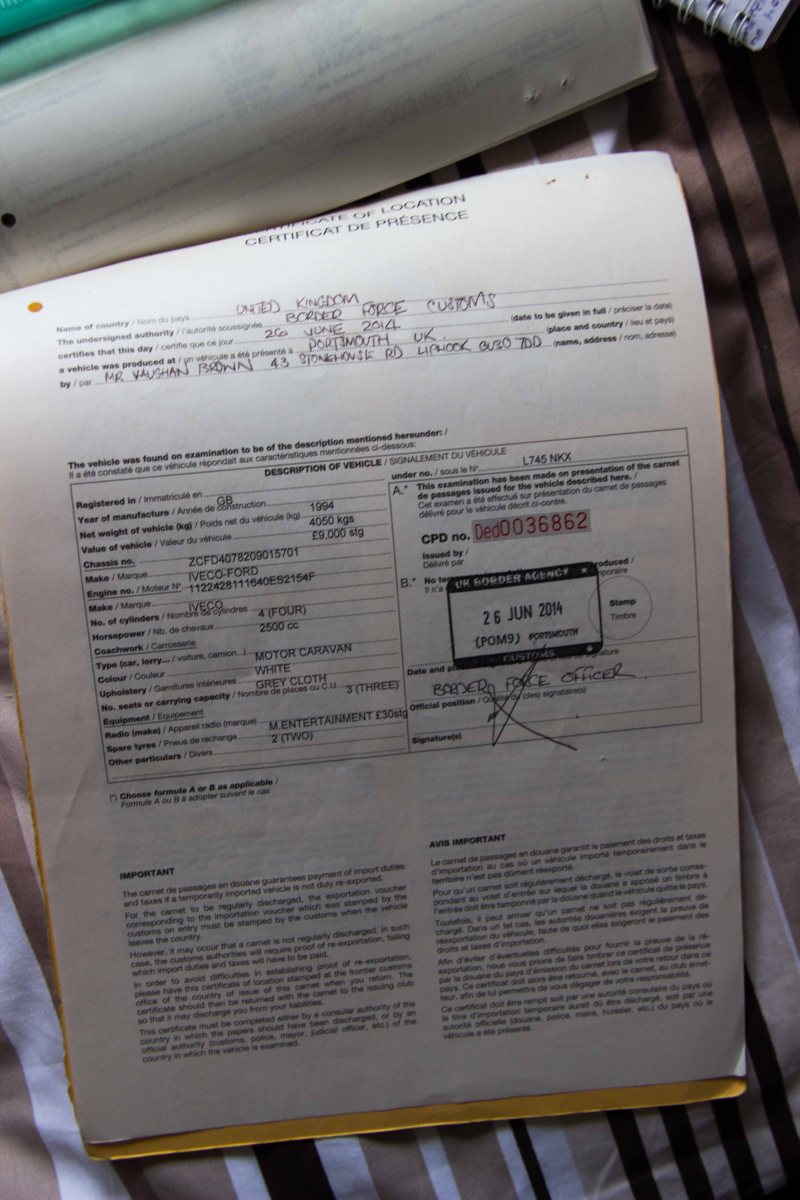 CERTIFICATE OF LOCATION
CERTIFICAT DE PRÉSENCE
Name of country / Nom du pays UNITED KINGDOM
The undersigned authority / l'autorité soussignée BORDER FORCE CUSTOMS
certifies that this day / certifie que ce jour 26 JUNE 2014 (date to be given in full / préciser la date)
a vehicle was produced at / un véhicule a été présenté à PORTSMOUTH UK. (place and country / lieu et pays)
by / par MR VAUGHAN BROWN 43 STONEHOUSE RD LIPHOOK GU30 7DD (name, address / nom, adresse)
The vehicle was found on examination to be of the description mentioned hereunder: /
Il a été constaté que ce véhicule répondait aux caractéristiques mentionnées ci-dessous:
DESCRIPTION OF VEHICLE / SIGNALEMENT DU VÉHICULE
Registered in / Immatriculé en GB
under no. / sous le N° L745 NKX
Year of manufacture / Année de construction 1994
Net weight of vehicle (kg) / Poids net du véhicule (kg) 4050 kgs
Value of vehicle / Valeur du véhicule £9,000 stg
Chassis no. ZCFD4078209015701
Make / Marque IVECO-FORD
Engine no. / Moteur N° 1122428111640ES2154F
Make / Marque IVECO
No. of cylinders / Nombre de cylindres 4 (FOUR)
Horsepower / Nb. de chevaux 2500 cc
Coachwork / Carrosserie
Type (car, lorry... / voiture, camion...) MOTOR CARAVAN
Colour / Couleur WHITE
Upholstery / Garnitures intérieures GREY CLOTH
No. seats or carrying capacity / Nombre de places ou C.U. 3 (THREE)
Equipment / Equipement
Radio (make) / Appareil radio (marque) M.ENTERTAINMENT £30stg
Spare tyres / Pneus de rechange 2 (TWO)
Other particulars / Divers
A.* This examination has been made on presentation of the carnet
de passages issued for the vehicle described here. /
Cet examen a été effectué sur présentation du carnet de passages
délivré pour le véhicule décrit ci-contre.
CPD no. Ded0036862
Issued by /
Délivré par
B.* No
roduced /
Il n'a
poraire
UK BORDER AGENCY
26 JUN 2014
(POM9) PORTSMOUTH
CUSTOMS
Stamp
Timbre
Date and
signature
BORDER FORCE OFFICER.
Official position / Qualité du (des) signataire(s)
Signature(s)
(*) Choose formula A or B as applicable /
Formule A ou B à adopter suivant le cas
IMPORTANT
The carnet de passages en douane guarantees payment of import duties
and taxes if a temporarily imported vehicle is not duly re-exported.
For the carnet to be regularly discharged, the exportation voucher
corresponding to the importation voucher which was stamped by the
customs on entry must be stamped by the customs when the vehicle
leaves the country.
However, it may occur that a carnet is not regularly discharged. In such
case, the customs authorities will require proof of re-exportation, failing
which import duties and taxes will have to be paid.
In order to avoid difficulties in establishing proof of re-exportation,
please have this certificate of location stamped at the frontier customs
office of the country of issue of this carnet when you return. The
certificate should then be returned with the carnet to the issuing club
so that it may discharge you from your liabilities.
This certificate must be completed either by a consular authority of the
country in which the papers should have been discharged, or by an
official authority (customs, police, mayor, judicial officer, etc.) of the
country in which the vehicle is examined.
AVIS IMPORTANT
Le carnet de passages en douane garantit le paiement des droits et taxes
d'importation au cas où un véhicule importé temporairement dans le
territoire n'est pas dûment réexporté.
Pour qu'un carnet soit régulièrement déchargé, le volet de sortie corres-
pondant au volet d'entrée sur lequel la douane a apposé un timbre à
l'entrée doit être tamponné par la douane quand le véhicule quitte le pays.
Toutefois, il peut arriver qu'un carnet ne soit pas régulièrement dé-
chargé. Dans un tel cas, les autorités douanières exigent la preuve de
réexportation du véhicule, faute de quoi elles exigeront le paiement des
droits et taxes d'importation.
Afin d'éviter d'éventuelles difficultés pour fournir la preuve de la ré-
exportation, nous vous prions de faire timbrer ce certificat de présence
par la douane du pays d'émission du carnet lors de votre retour dans ce
pays. Ce certificat doit alors être retourné, avec le carnet, au club émet-
teur, afin de lui permettre de vous dégager de votre responsabilité.
Ce certificat doit être rempli soit par une autorité consulaire du pays où
le titre d'importation temporaire aurait dû être déchargé, soit par une
autorité officielle (douane, police, maire, huissier, etc.) du pays où le
véhicule a été présenté.